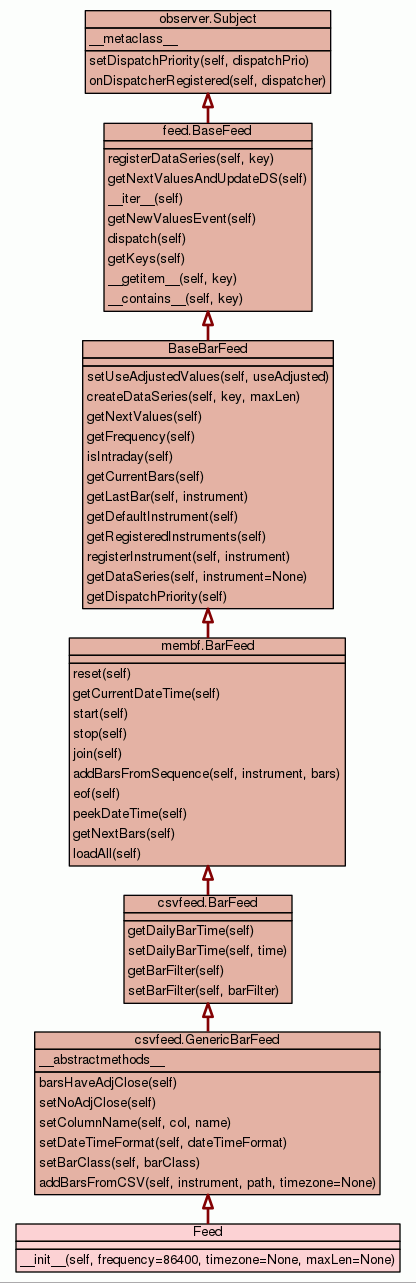 observer.Subject
__metaclass__
setDispatchPriority(self, dispatchPrio)
onDispatcherRegistered(self, dispatcher)
feed.BaseFeed
registerDataSeries(self, key)
getNextValuesAndUpdateDS(self)
__iter__(self)
getNewValuesEvent(self)
dispatch(self)
getKeys(self)
__getitem__(self, key)
__contains__(self, key)
BaseBarFeed
setUseAdjustedValues(self, useAdjusted)
createDataSeries(self, key, maxLen)
getNextValues(self)
getFrequency(self)
isIntraday(self)
getCurrentBars(self)
getLastBar(self, instrument)
getDefaultInstrument(self)
getRegisteredInstruments(self)
registerInstrument(self, instrument)
getDataSeries(self, instrument=None)
getDispatchPriority(self)
membf.BarFeed
reset(self)
getCurrentDateTime(self)
start(self)
stop(self)
join(self)
addBarsFromSequence(self, instrument, bars)
eof(self)
peekDateTime(self)
getNextBars(self)
loadAll(self)
csvfeed.BarFeed
getDailyBarTime(self)
setDailyBarTime(self, time)
getBarFilter(self)
setBarFilter(self, barFilter)
csvfeed.GenericBarFeed
__abstractmethods__
barsHaveAdjClose(self)
setNoAdjClose(self)
setColumnName(self, col, name)
setDateTimeFormat(self, dateTimeFormat)
setBarClass(self, barClass)
addBarsFromCSV(self, instrument, path, timezone=None)
Feed
__init__(self, frequency=86400, timezone=None, maxLen=None)